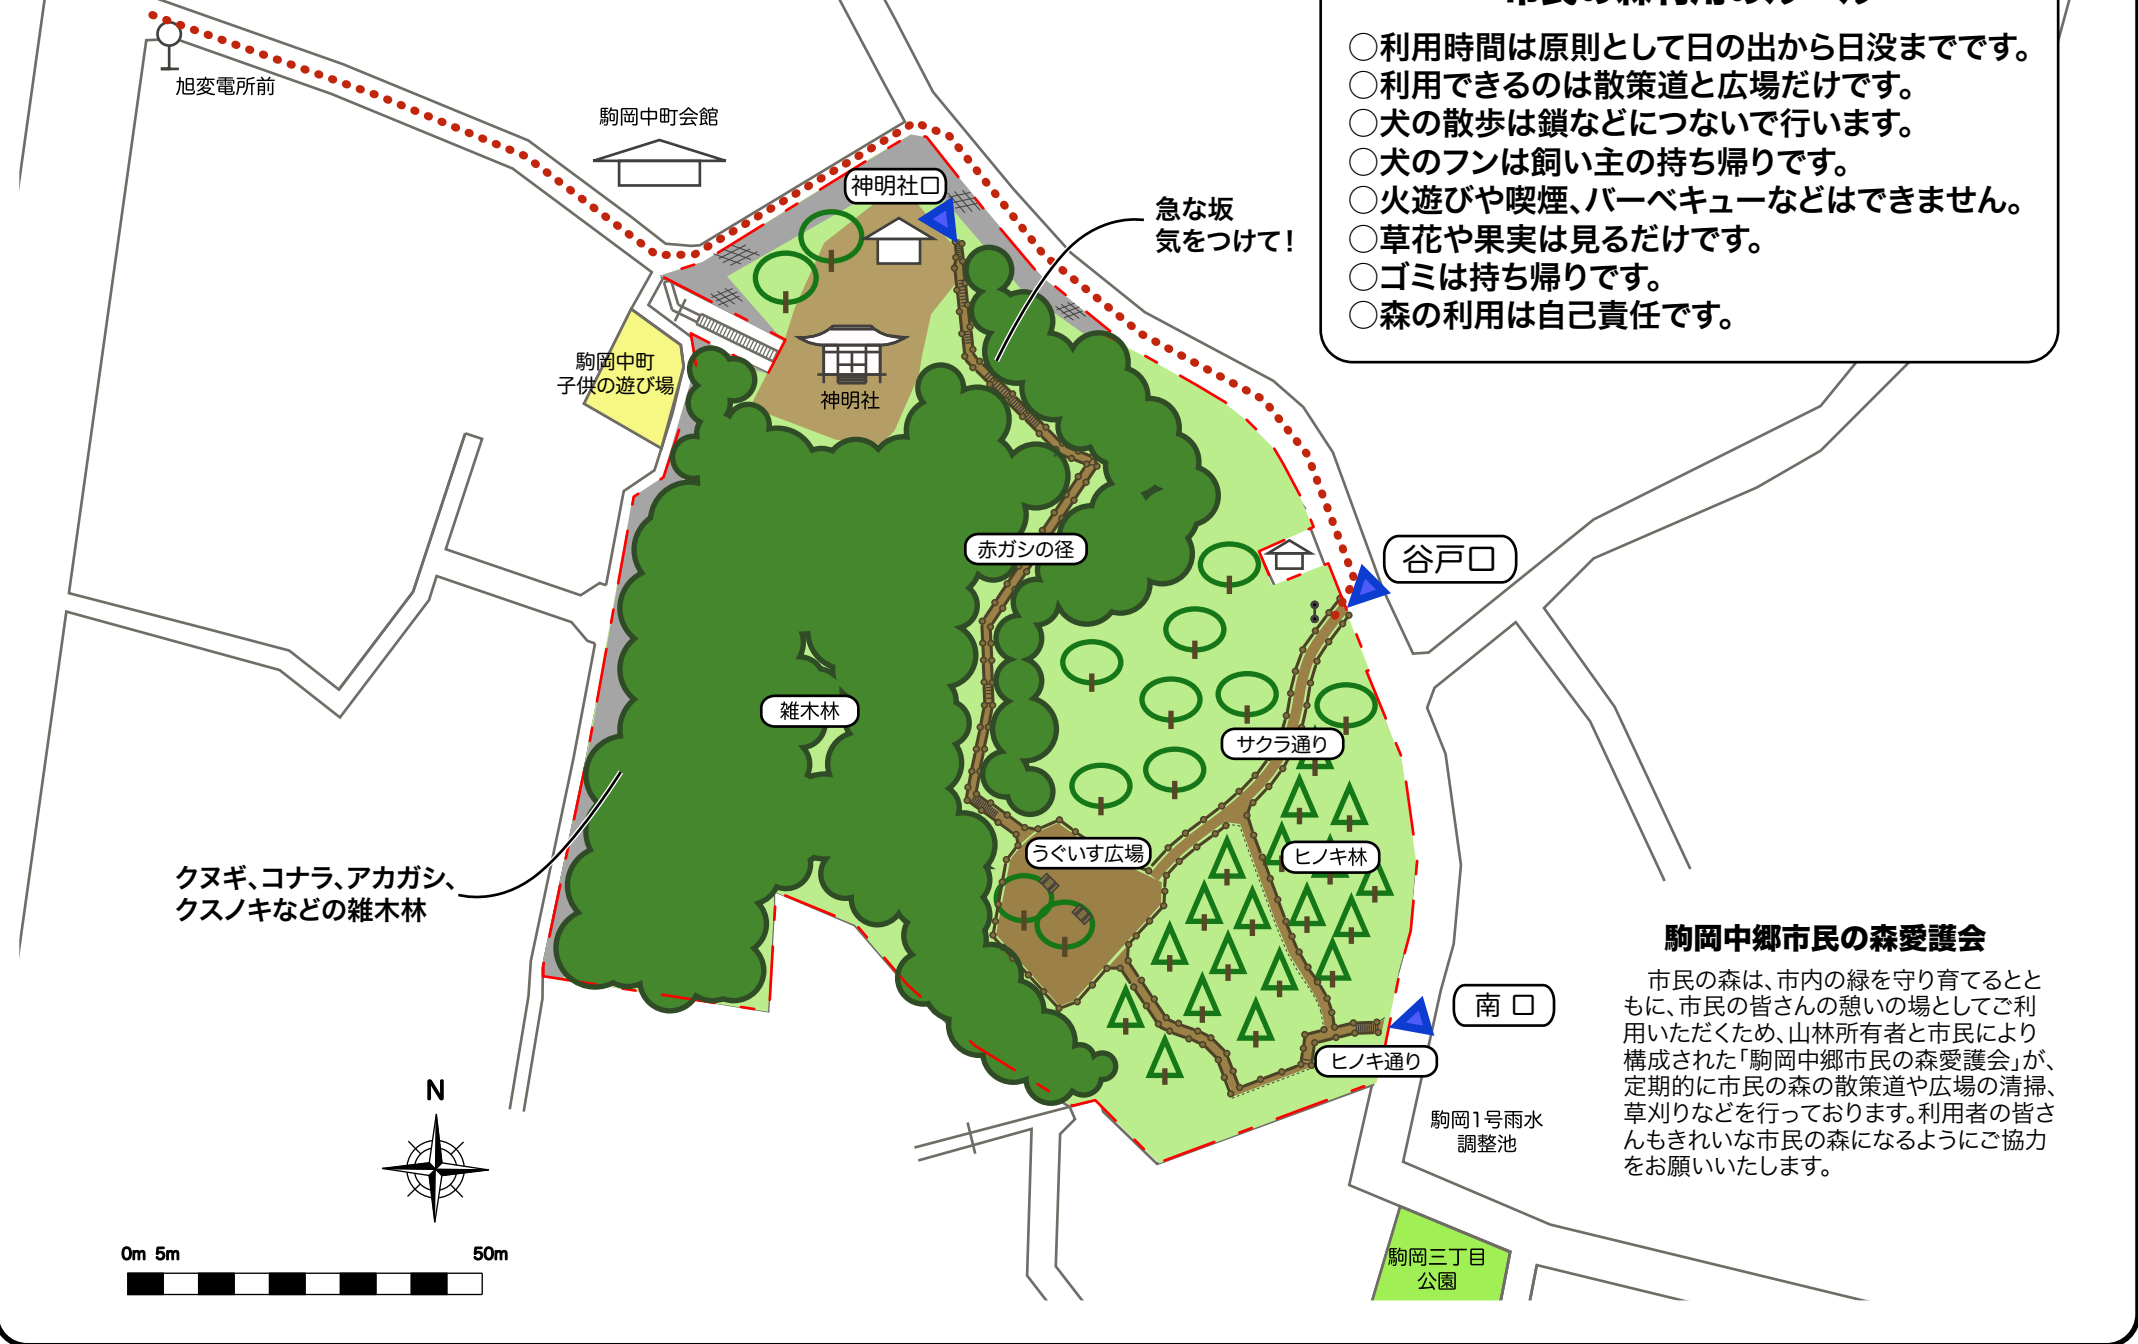 市民の森利用のルール
○利用時間は原則として日の出から日没までです。
○利用できるのは散策道と広場だけです。
○犬の散歩は鎖などにつないで行います。
○犬のフンは飼い主の持ち帰りです。
○火遊びや喫煙、バーベキューなどはできません。
○草花や果実は見るだけです。
○ゴミは持ち帰りです。
○森の利用は自己責任です。
旭変電所前
駒岡中町会館
神明社口
急な坂
気をつけて!
駒岡中町
子供の遊び場
神明社
赤ガシの径
谷戸口
雑木林
サクラ通り
うぐいす広場
ヒノキ林
クヌギ、コナラ、アカガシ、
クスノキなどの雑木林
南 口
ヒノキ通り
駒岡中郷市民の森愛護会
市民の森は、市内の緑を守り育てるとと
もに、市民の皆さんの憩いの場としてご利
用いただくため、山林所有者と市民により
構成された「駒岡中郷市民の森愛護会」が、
定期的に市民の森の散策道や広場の清掃、
草刈りなどを行っております。利用者の皆さ
んもきれいな市民の森になるようにご協力
をお願いいたします。
駒岡1号雨水
調整池
N
0m 5m 50m
駒岡三丁目
公園